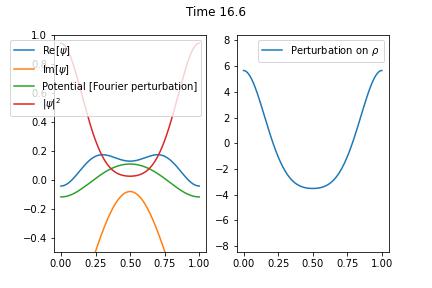 Time 16.6
Re[ψ]
Im[ψ]
Potential [Fourier perturbation]
|ψ|²
1.0
0.8
0.6
0.4
0.2
0.0
−0.2
−0.4
0.00 0.25 0.50 0.75 1.00
Perturbation on ρ
8
6
4
2
0
−2
−4
−6
−8
0.00 0.25 0.50 0.75 1.00